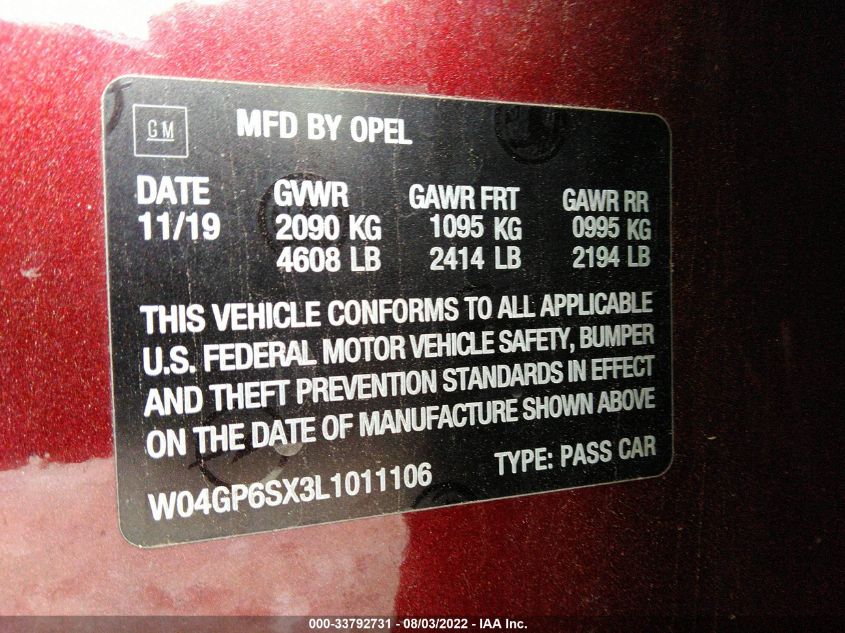 GM MFD BY OPEL
DATE GVWR GAWR FRT GAWR RR
11/19 2090 KG 1095 KG 0995 KG
4608 LB 2414 LB 2194 LB
THIS VEHICLE CONFORMS TO ALL APPLICABLE
U.S. FEDERAL MOTOR VEHICLE SAFETY, BUMPER
AND THEFT PREVENTION STANDARDS IN EFFECT
ON THE DATE OF MANUFACTURE SHOWN ABOVE
W04GP6SX3L1011106 TYPE: PASS CAR
000-33792731 - 08/03/2022 - IAA Inc.